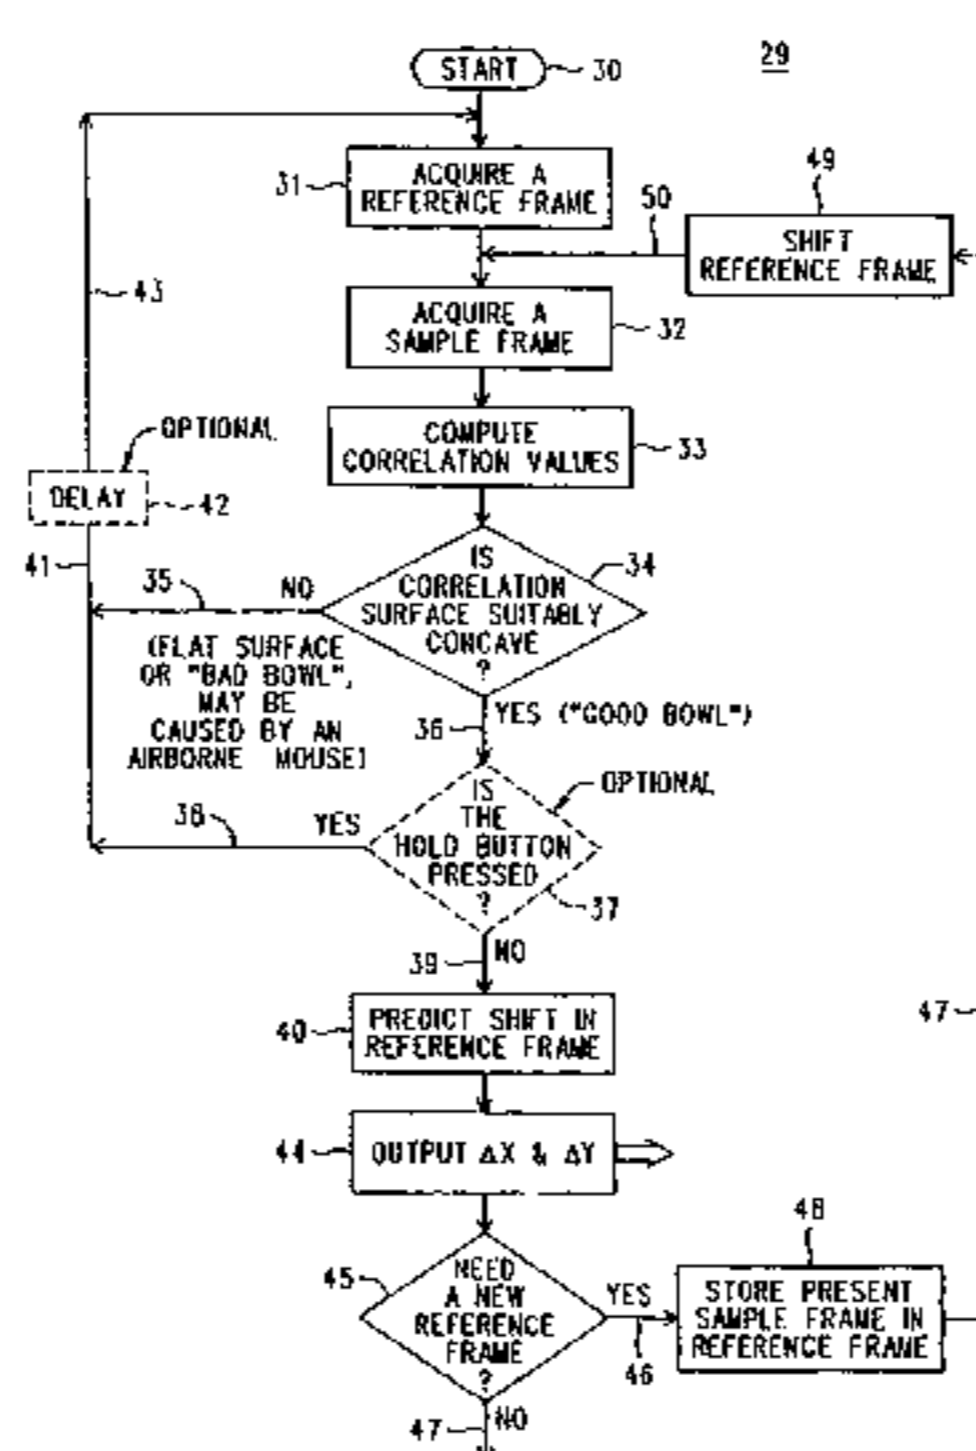 29
START
30
31
ACQUIRE A
REFERENCE FRAME
49
50
SHIFT
REFERENCE FRAME
43
ACQUIRE A
SAMPLE FRAME
32
OPTIONAL
COMPUTE
CORRELATION VALUES
33
DELAY
42
41
35
NO
IS
CORRELATION
SURFACE SUITABLY
CONCAVE
?
34
(FLAT SURFACE
OR "BAD BOWL",
MAY BE
CAUSED BY AN
AIRBORNE MOUSE)
36
YES ("GOOD BOWL")
OPTIONAL
38
YES
IS
THE
HOLD BUTTON
PRESSED
?
37
39
NO
40
PREDICT SHIFT IN
REFERENCE FRAME
47
44
OUTPUT ΔX & ΔY
45
NEED
A NEW
REFERENCE
FRAME
?
YES
46
48
STORE PRESENT
SAMPLE FRAME IN
REFERENCE FRAME
47
NO